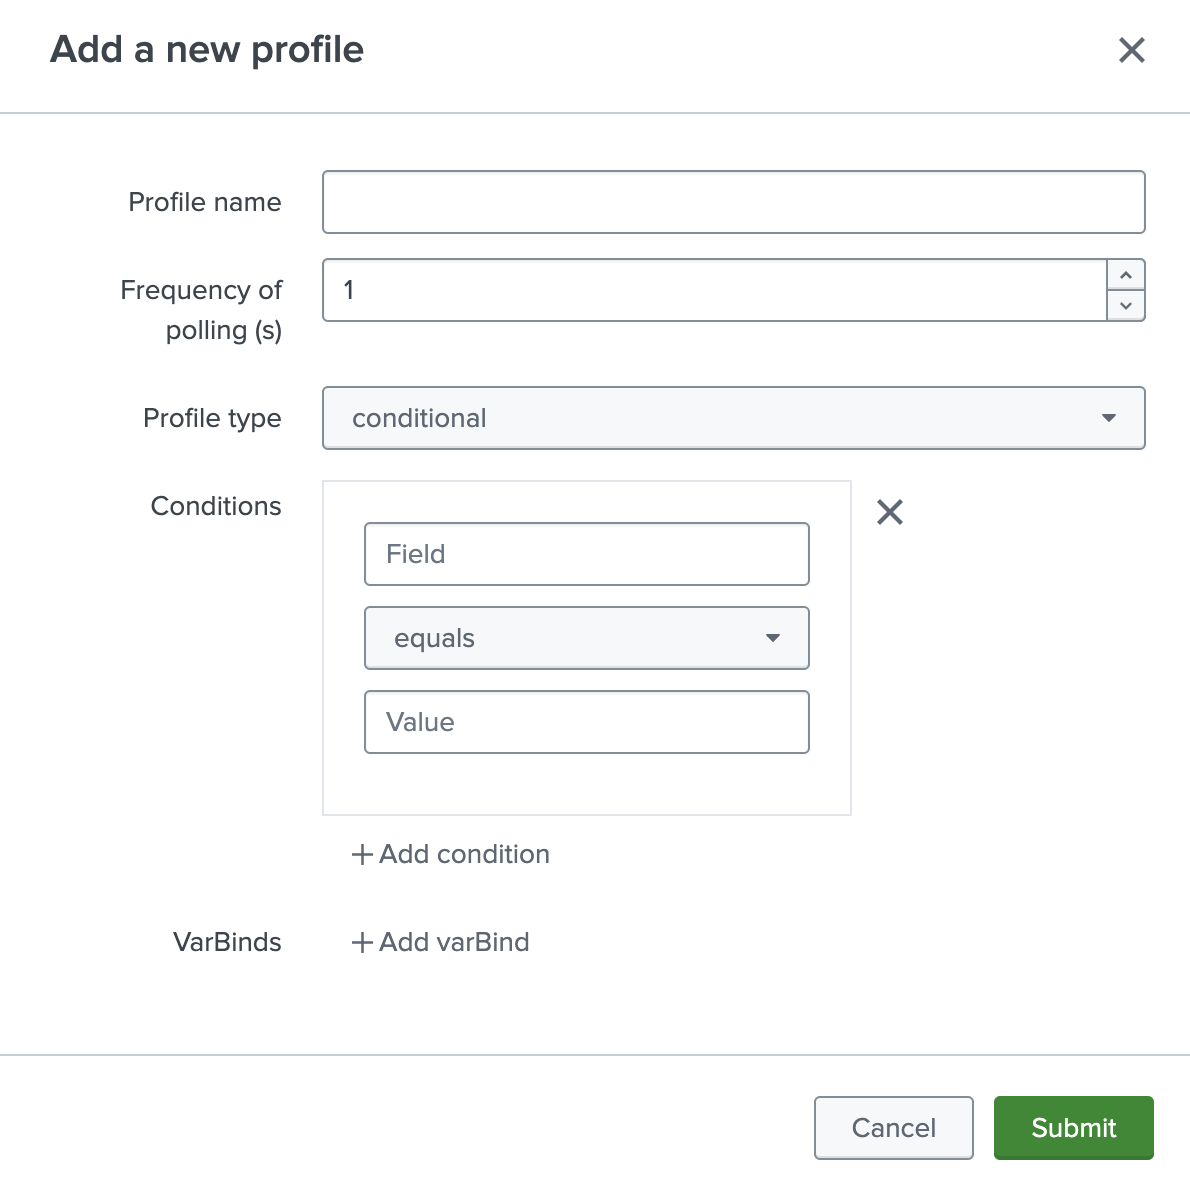 Add a new profile
Profile name
Frequency of
polling (s)
1
Profile type
conditional
Conditions
Field
equals
Value
Add condition
VarBinds
Add varBind
Cancel
Submit